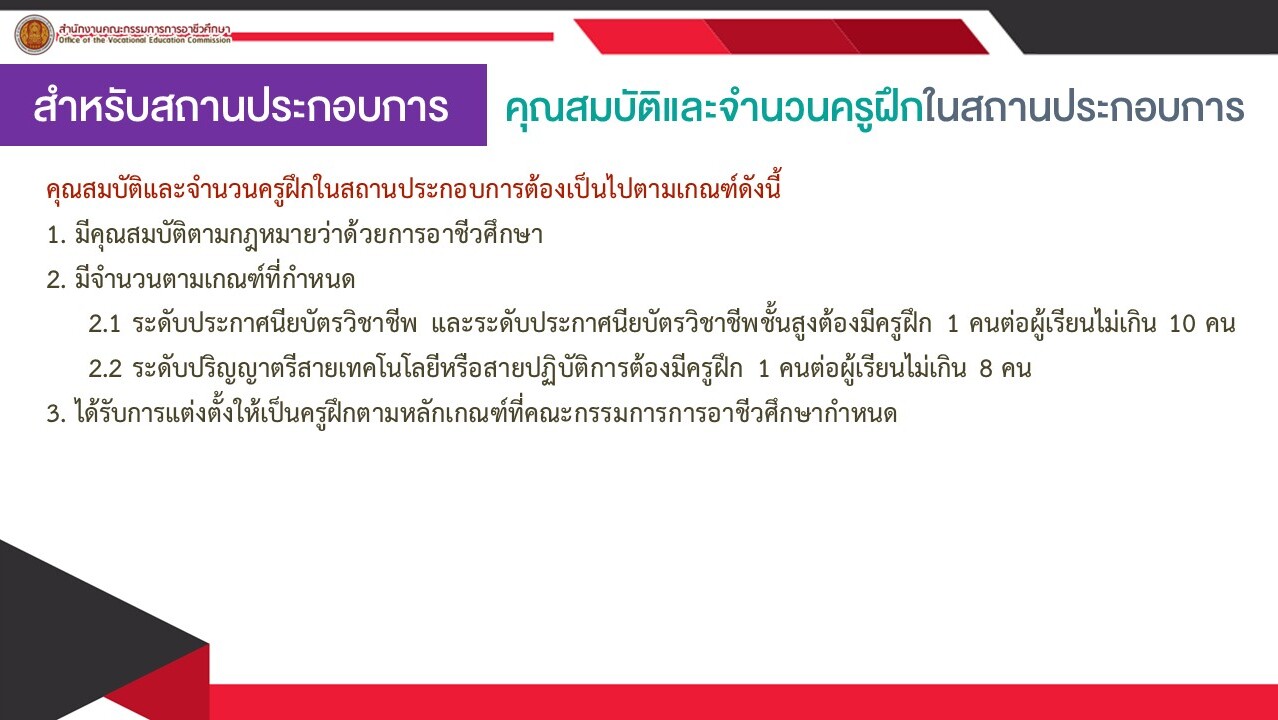 สำนักงานคณะกรรมการการอาชีวศึกษา
Office of the Vocational Education Commission
สำหรับสถานประกอบการ
คุณสมบัติและจำนวนครูฝึกในสถานประกอบการ
คุณสมบัติและจำนวนครูฝึกในสถานประกอบการต้องเป็นไปตามเกณฑ์ดังนี้
1. มีคุณสมบัติตามกฎหมายว่าด้วยการอาชีวศึกษา
2. มีจำนวนตามเกณฑ์ที่กำหนด
2.1 ระดับประกาศนียบัตรวิชาชีพ และระดับประกาศนียบัตรวิชาชีพชั้นสูงต้องมีครูฝึก 1 คนต่อผู้เรียนไม่เกิน 10 คน
2.2 ระดับปริญญาตรีสายเทคโนโลยีหรือสายปฏิบัติการต้องมีครูฝึก 1 คนต่อผู้เรียนไม่เกิน 8 คน
3. ได้รับการแต่งตั้งให้เป็นครูฝึกตามหลักเกณฑ์ที่คณะกรรมการการอาชีวศึกษากำหนด